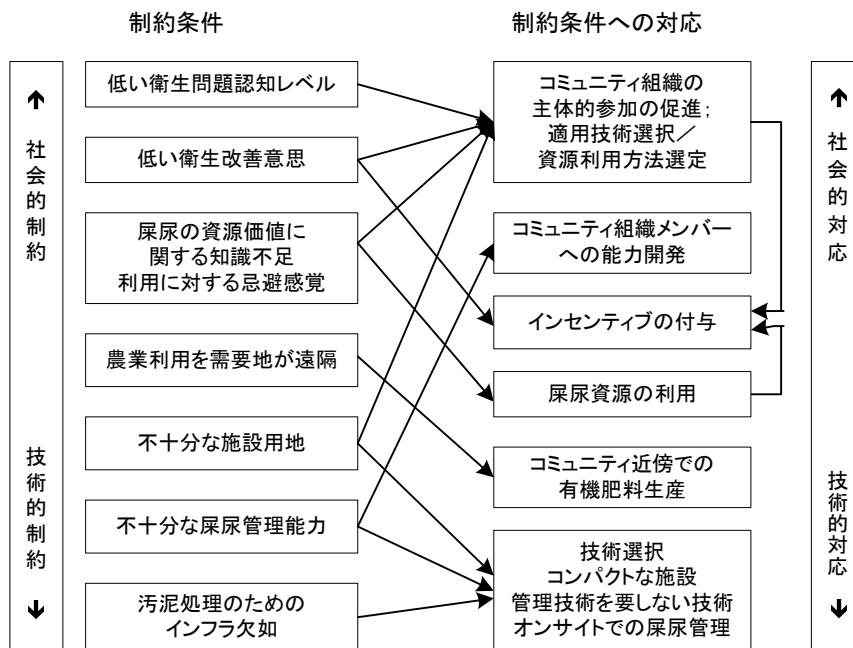 制約条件
制約条件への対応
↑ 社会的制約
技術的制約 ↓
低い衛生問題認知レベル
低い衛生改善意思
屎尿の資源価値に
関する知識不足
利用に対する忌避感覚
農業利用を需要地が遠隔
不十分な施設用地
不十分な屎尿管理能力
汚泥処理のための
インフラ欠如
コミュニティ組織の
主体的参加の促進；
適用技術選択／
資源利用方法選定
コミュニティ組織メンバー
への能力開発
インセンティブの付与
屎尿資源の利用
コミュニティ近傍での
有機肥料生産
技術選択
コンパクトな施設
管理技術を要しない技術
オンサイトでの屎尿管理
↑ 社会的対応
技術的対応 ↓